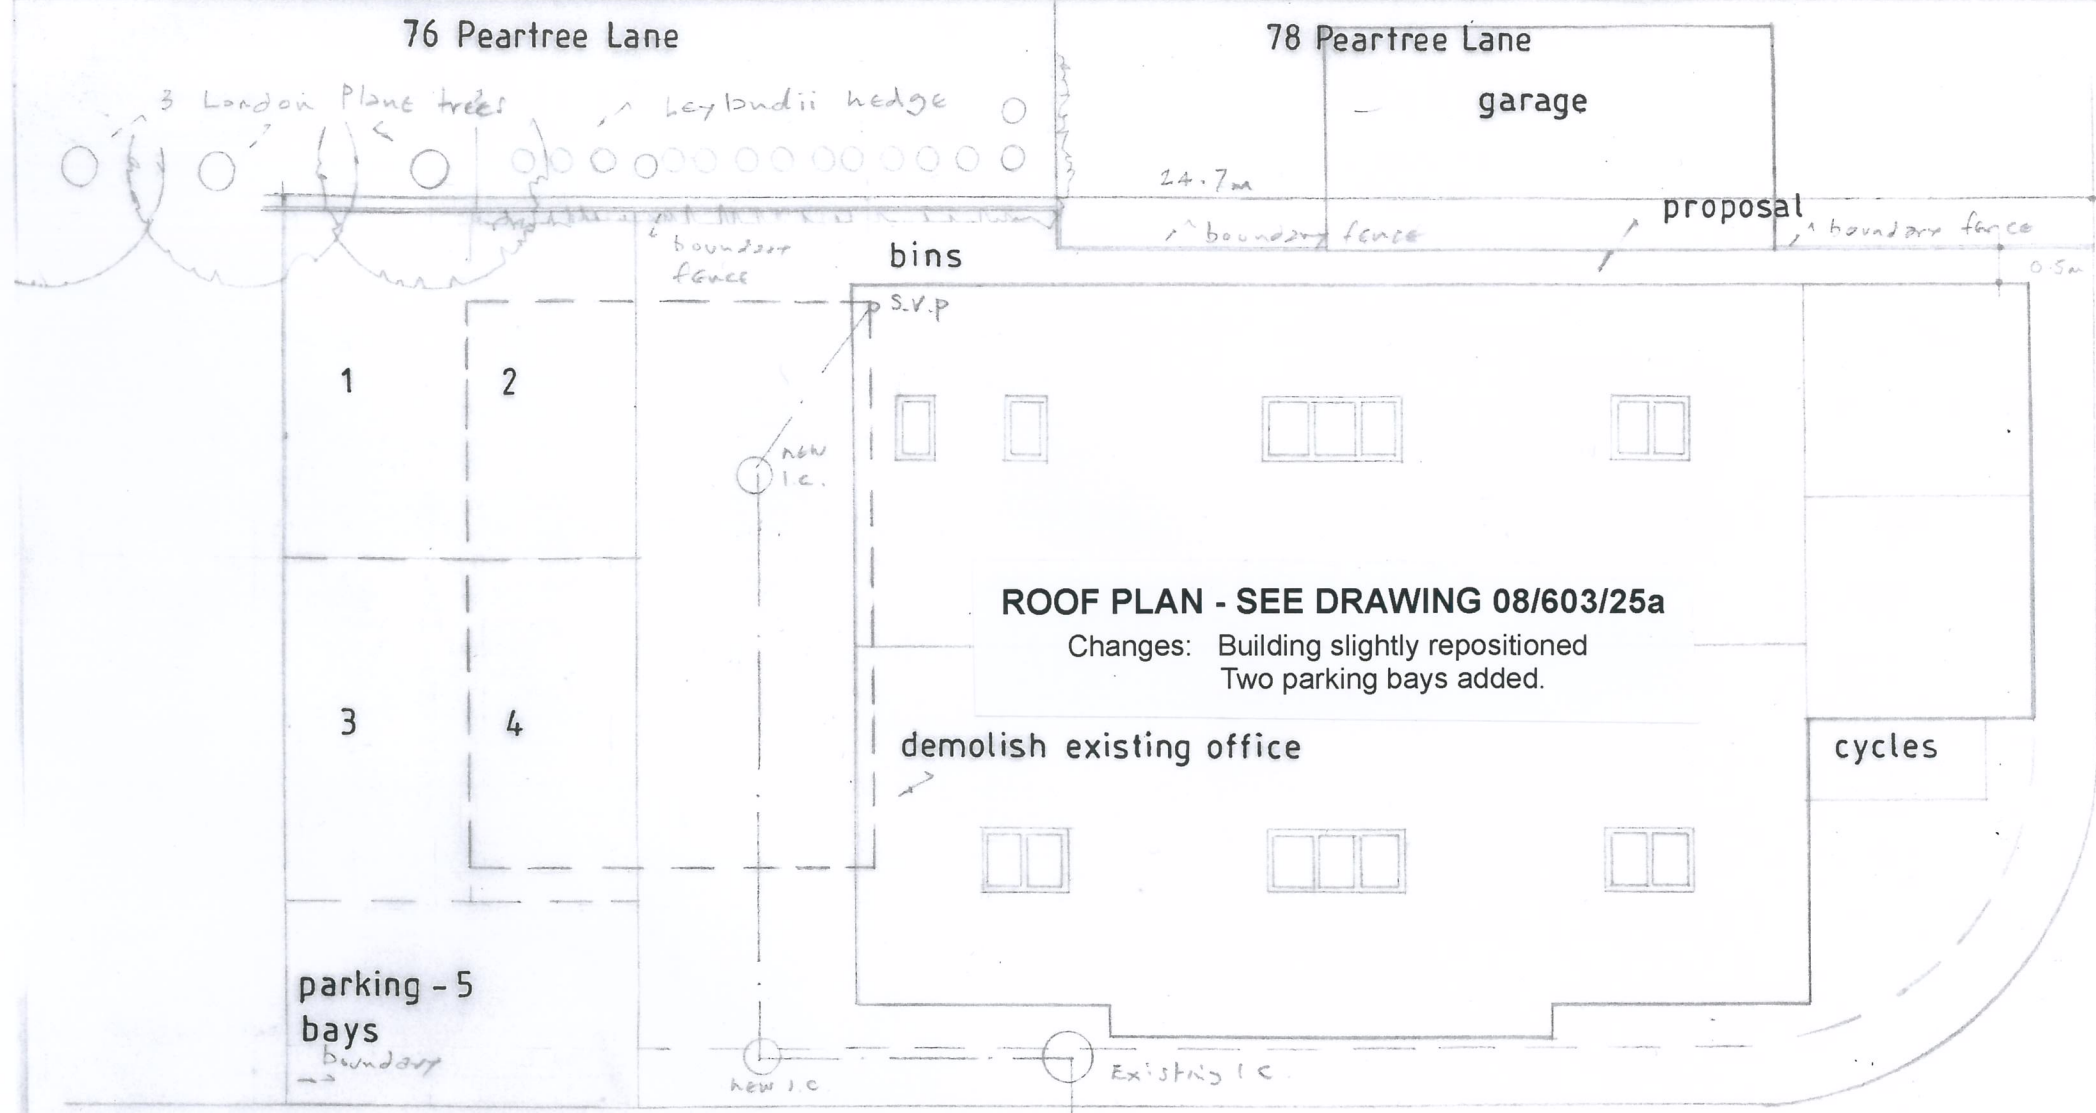 76 Peartree Lane
78 Peartree Lane
3 London Plane trees
Leylandii hedge
garage
24.7m
proposal
boundary fence
boundary fence
boundary
fence
bins
0.5m
s.v.p
1
2
new
I.C.
ROOF PLAN - SEE DRAWING 08/603/25a
Changes: Building slightly repositioned
Two parking bays added.
3
4
demolish existing office
cycles
parking - 5
bays
boundary
new I.C.
Existing I C